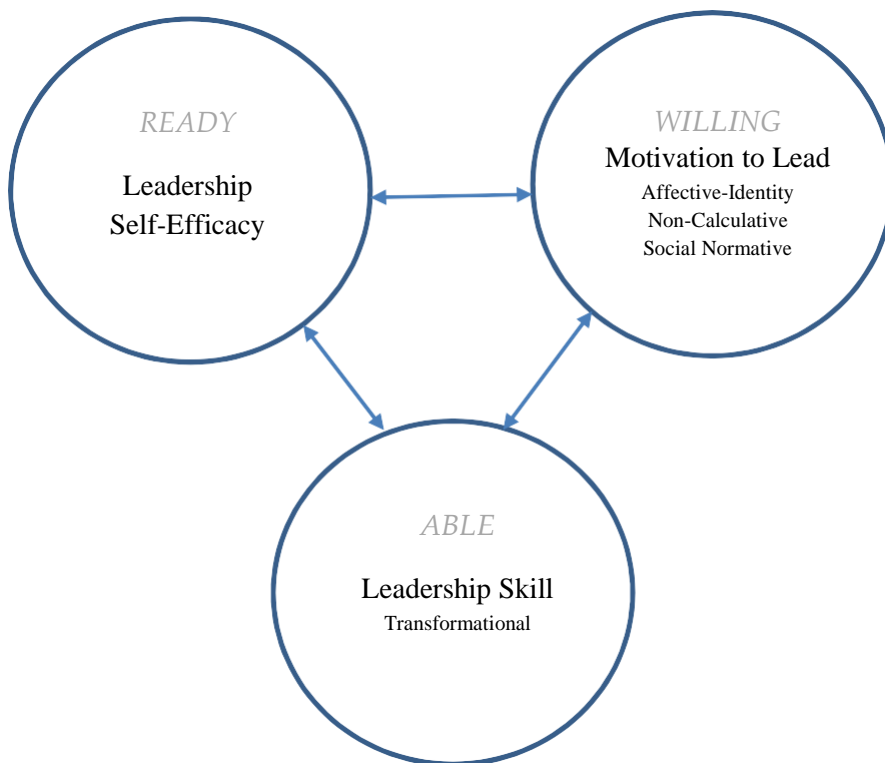 READY
Leadership
Self-Efficacy
WILLING
Motivation to Lead
Affective-Identity
Non-Calculative
Social Normative
ABLE
Leadership Skill
Transformational